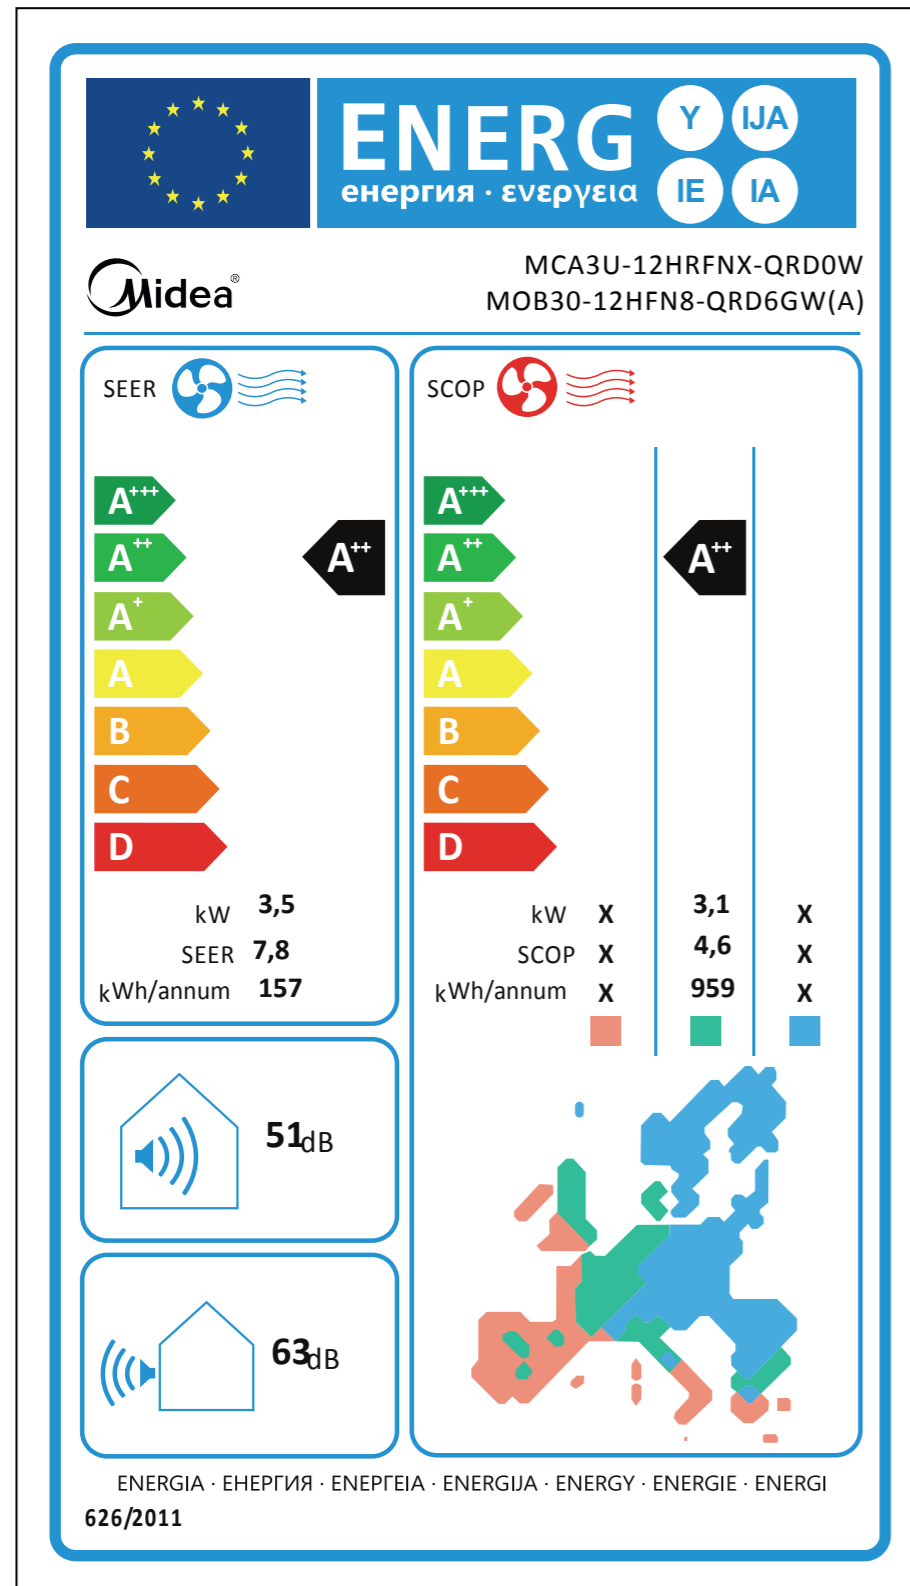 ENERG Y IJA
енергия · ενεργεια IE IA
Midea®
MCA3U-12HRFNX-QRD0W
MOB30-12HFN8-QRD6GW(A)
SEER
A+++
A++
A+
A
B
C
D
A++
kW 3,5
SEER 7,8
kWh/annum 157
SCOP
A+++
A++
A+
A
B
C
D
A++
kW X 3,1 X
SCOP X 4,6 X
kWh/annum X 959 X
51dB
63dB
ENERGIA · ЕНЕРГИЯ · ΕΝΕΡΓΕΙΑ · ENERGIJA · ENERGY · ENERGIE · ENERGI
626/2011